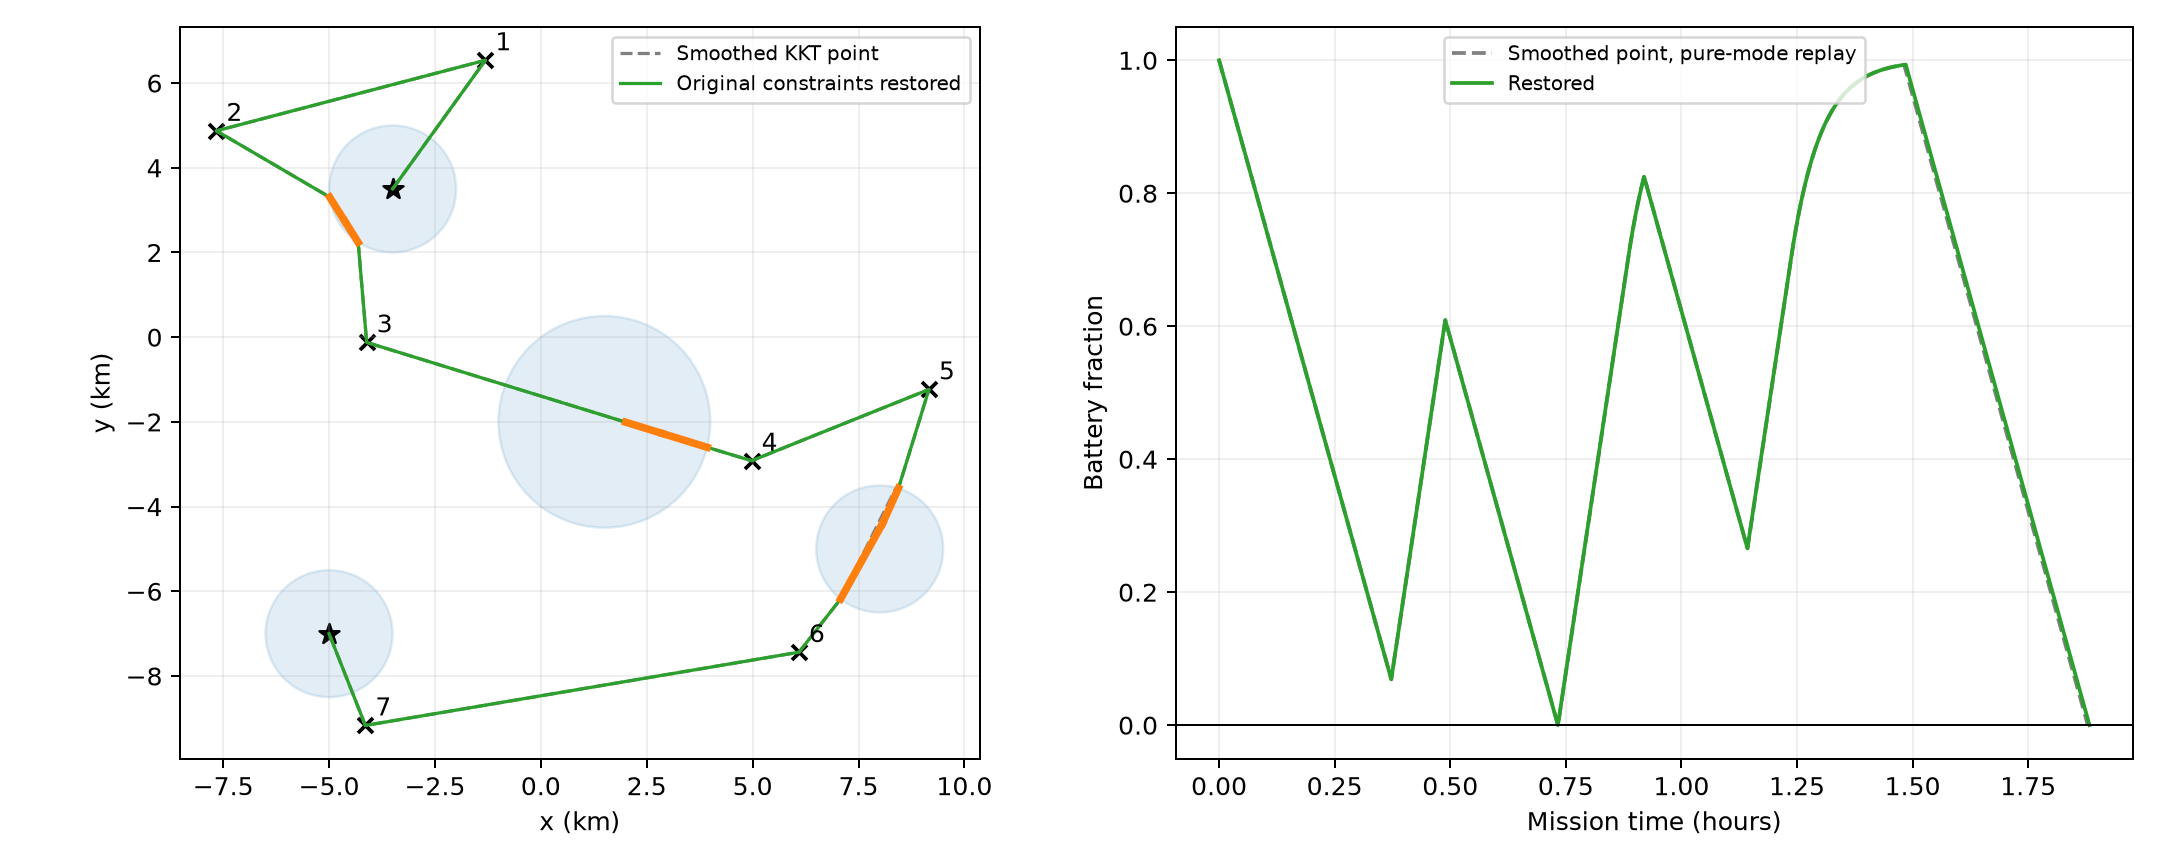 Smoothed KKT point
Original constraints restored
1
2
3
4
5
6
7
6
4
2
0
−2
−4
−6
−8
y (km)
−7.5 −5.0 −2.5 0.0 2.5 5.0 7.5 10.0
x (km)
Smoothed point, pure-mode replay
Restored
1.0
0.8
0.6
0.4
0.2
0.0
Battery fraction
0.00 0.25 0.50 0.75 1.00 1.25 1.50 1.75
Mission time (hours)